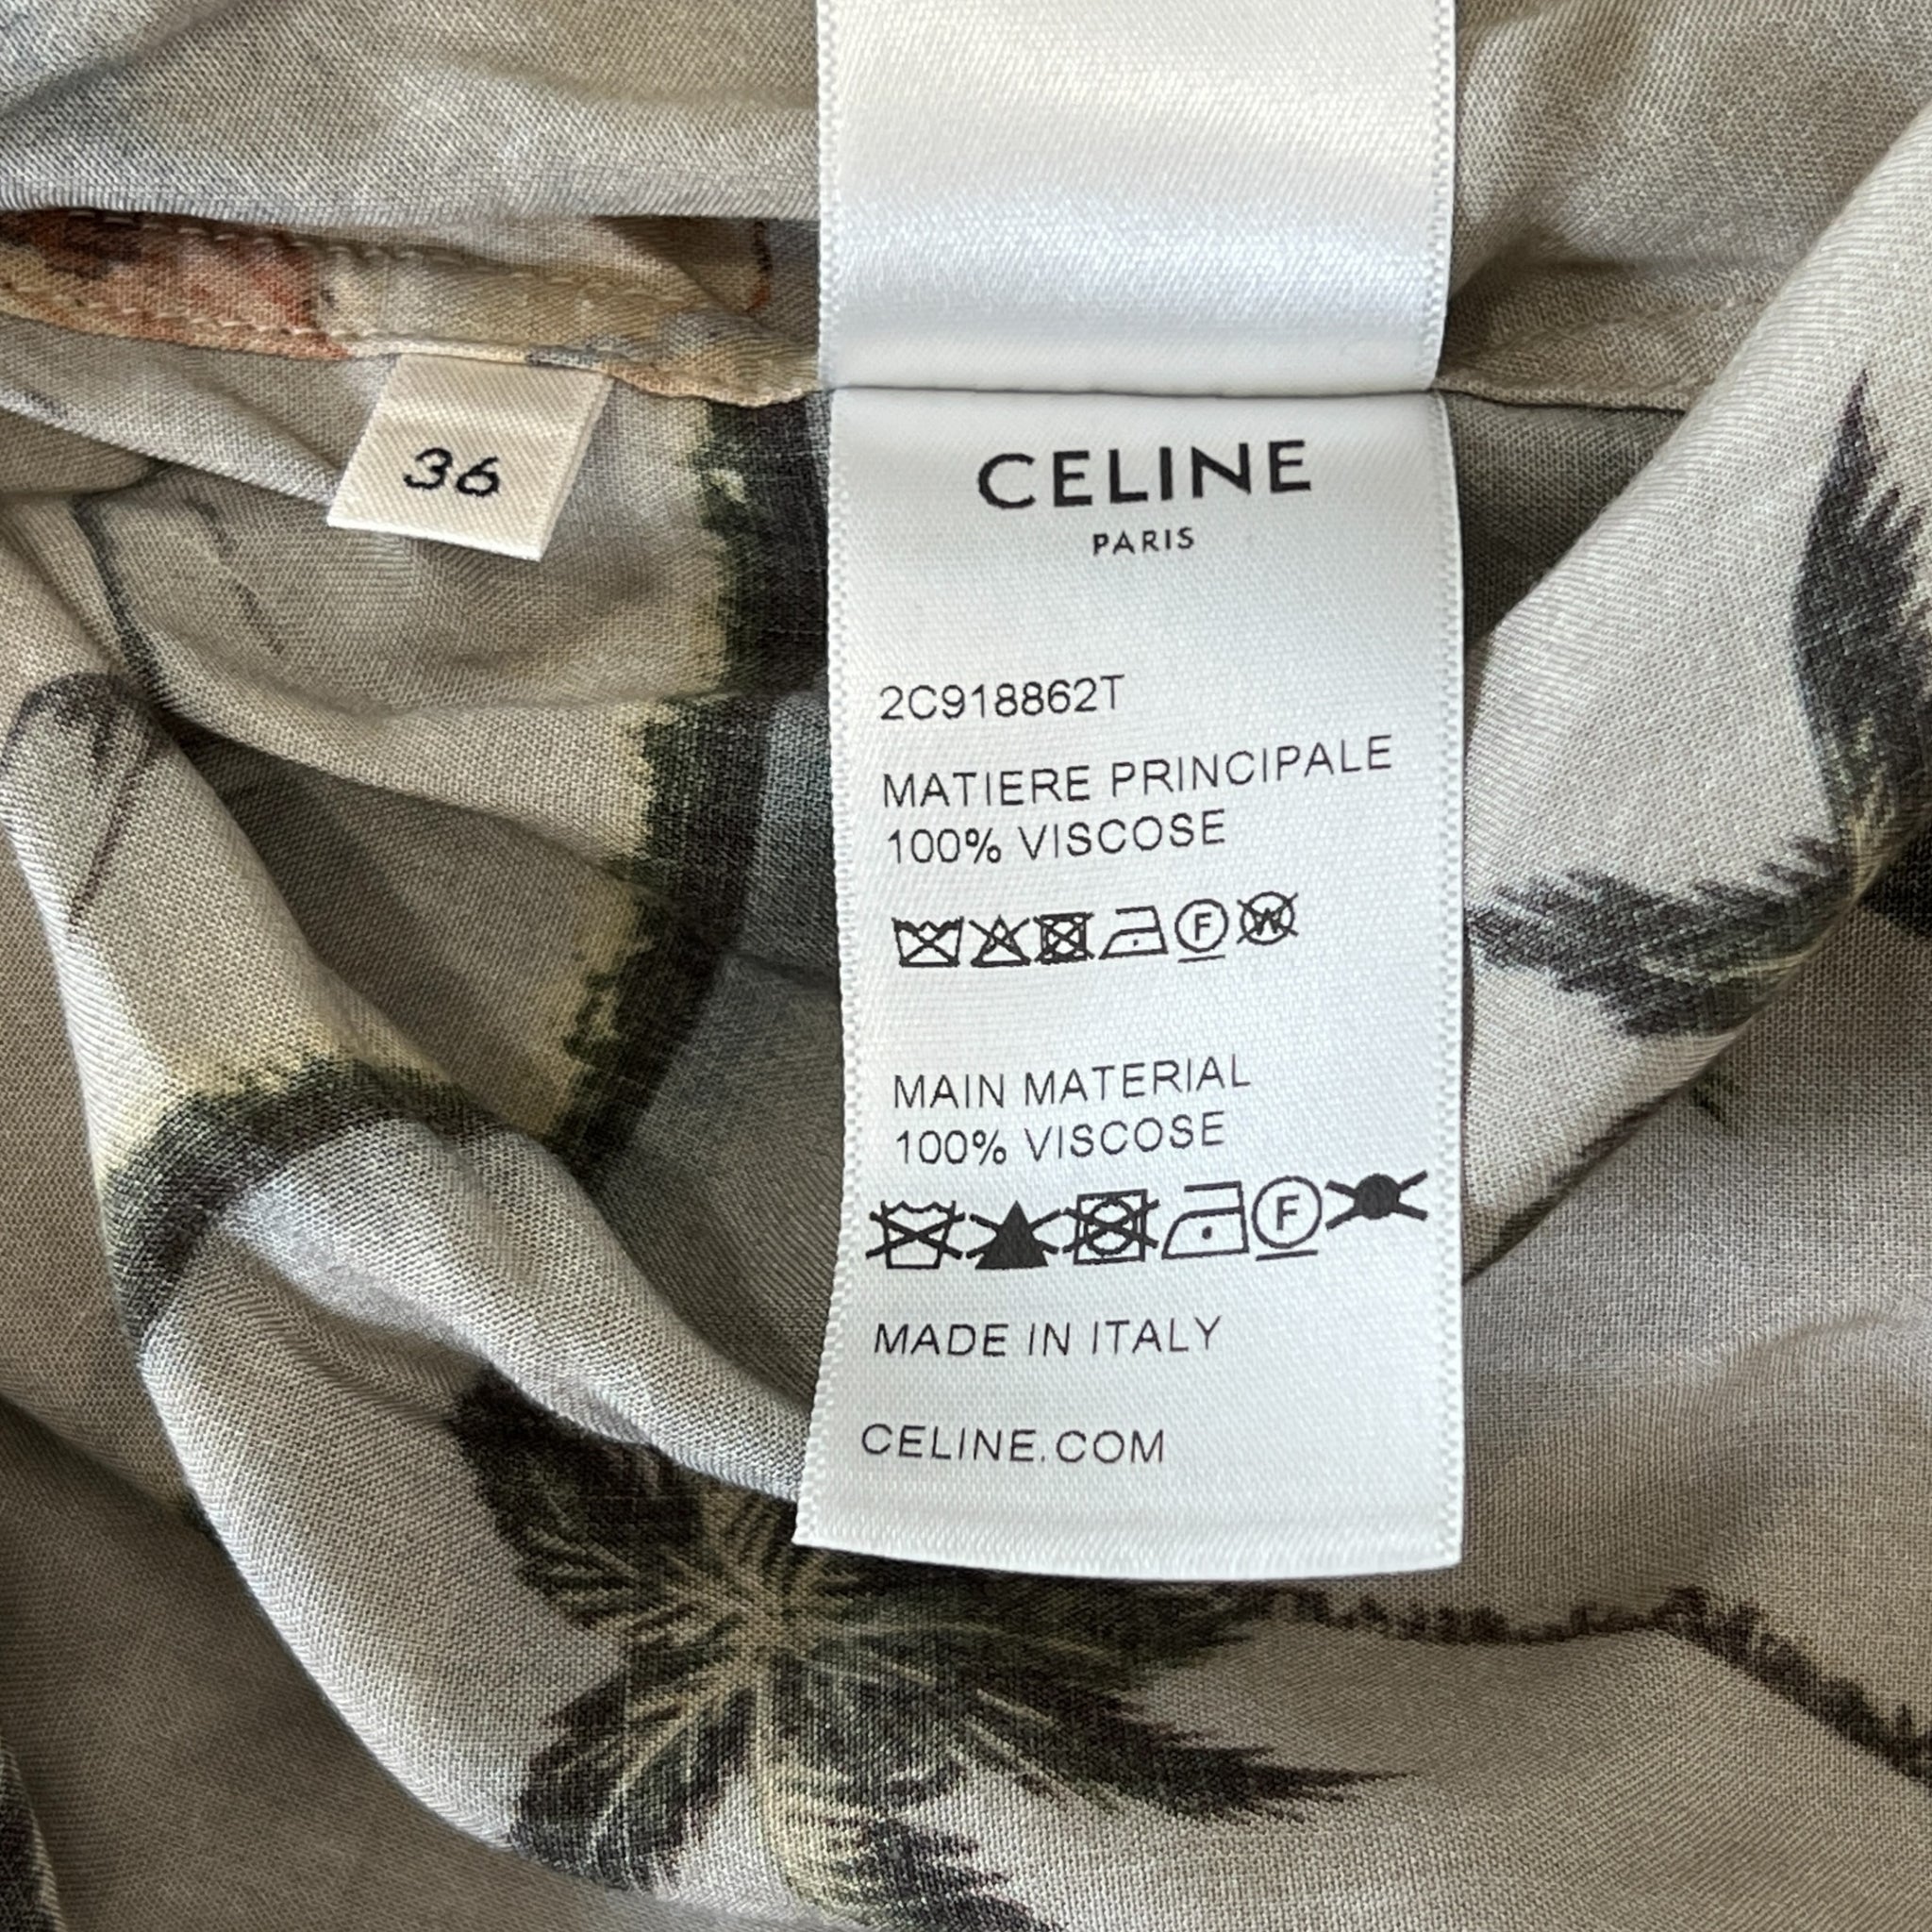 36
CELINE
PARIS
2C918862T
MATIERE PRINCIPALE
100% VISCOSE
F W
MAIN MATERIAL
100% VISCOSE
F
MADE IN ITALY
CELINE.COM